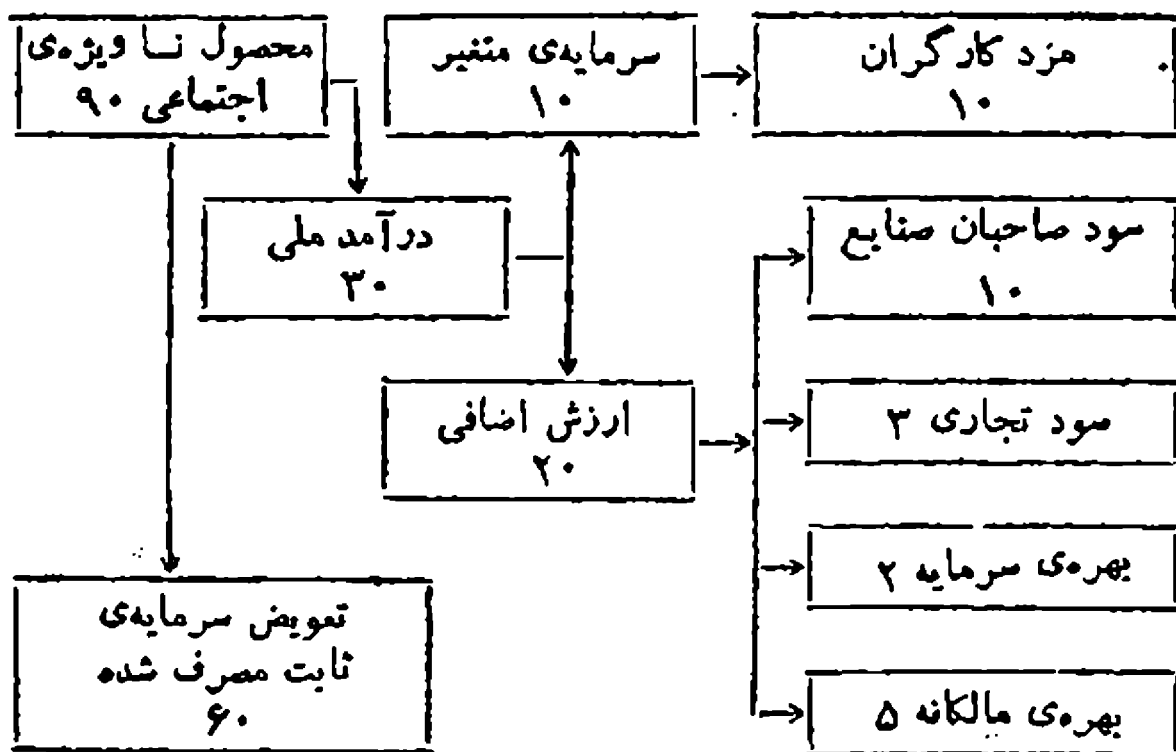 محصول نا ویژه‌ی
اجتماعی ۹۰
سرمایه‌ی متغیر
۱۰
مزد کارگران
۱۰
درآمد ملی
۳۰
سود صاحبان صنایع
۱۰
ارزش اضافی
۲۰
سود تجاری ۳
بهره‌ی سرمایه ۲
تعویض سرمایه‌ی
ثابت مصرف شده
۶۰
بهره‌ی مالکانه ۵